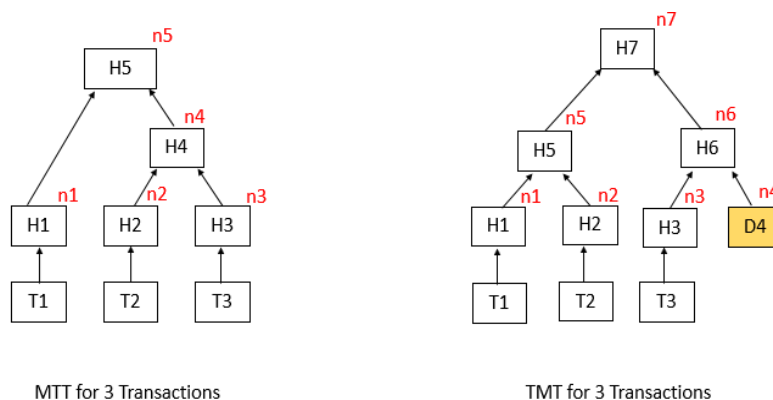 n5
H5
n4
H4
n1 n2 n3
H1 H2 H3
T1 T2 T3
MTT for 3 Transactions
n7
H7
n5 n6
H5 H6
n1 n2 n3 n4
H1 H2 H3 D4
T1 T2 T3
TMT for 3 Transactions